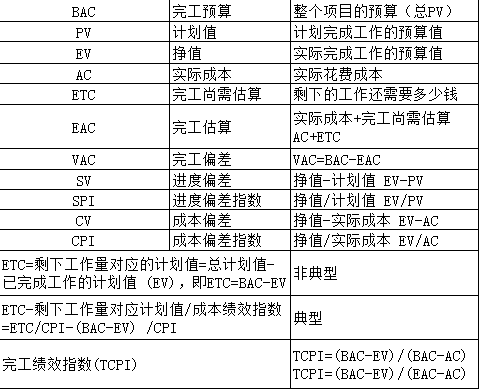 BAC 完工预算 整个项目的预算（总PV）
PV 计划值 计划完成工作的预算值
EV 挣值 实际完成工作的预算值
AC 实际成本 实际花费成本
ETC 完工尚需估算 剩下的工作还需要多少钱
EAC 完工估算 实际成本+完工尚需估算
AC+ETC
VAC 完工偏差 VAC=BAC-EAC
SV 进度偏差 挣值-计划值 EV-PV
SPI 进度偏差指数 挣值/计划值 EV/PV
CV 成本偏差 挣值-实际成本 EV-AC
CPI 成本偏差指数 挣值/实际成本 EV/AC
ETC=剩下工作量对应的计划值=总计划值-
已完成工作的计划值 (EV)，即ETC=BAC-EV
非典型
ETC-剩下工作量对应计划值/成本绩效指数
=ETC/CPI-(BAC-EV) /CPI
典型
完工绩效指数(TCPI)
TCPI=(BAC-EV)/(BAC-AC)
TCPI=(BAC-EV)/(EAC-AC)